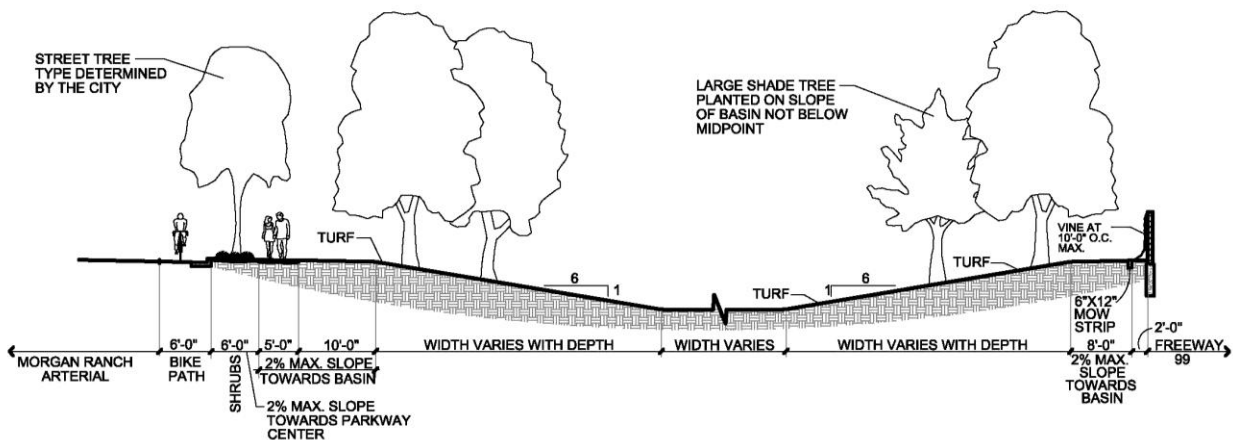 STREET TREE
TYPE DETERMINED
BY THE CITY
LARGE SHADE TREE
PLANTED ON SLOPE
OF BASIN NOT BELOW
MIDPOINT
VINE AT
10'-0" O.C.
MAX.
TURF
6
1
TURF
1
6
TURF
6"X12"
MOW
STRIP
2'-0"
6'-0"
6'-0"
5'-0"
10'-0"
WIDTH VARIES WITH DEPTH
WIDTH VARIES
WIDTH VARIES WITH DEPTH
8'-0"
FREEWAY
99
MORGAN RANCH
ARTERIAL
BIKE
PATH
SHRUBS
2% MAX. SLOPE
TOWARDS BASIN
2% MAX.
SLOPE
TOWARDS
BASIN
2% MAX. SLOPE
TOWARDS PARKWAY
CENTER